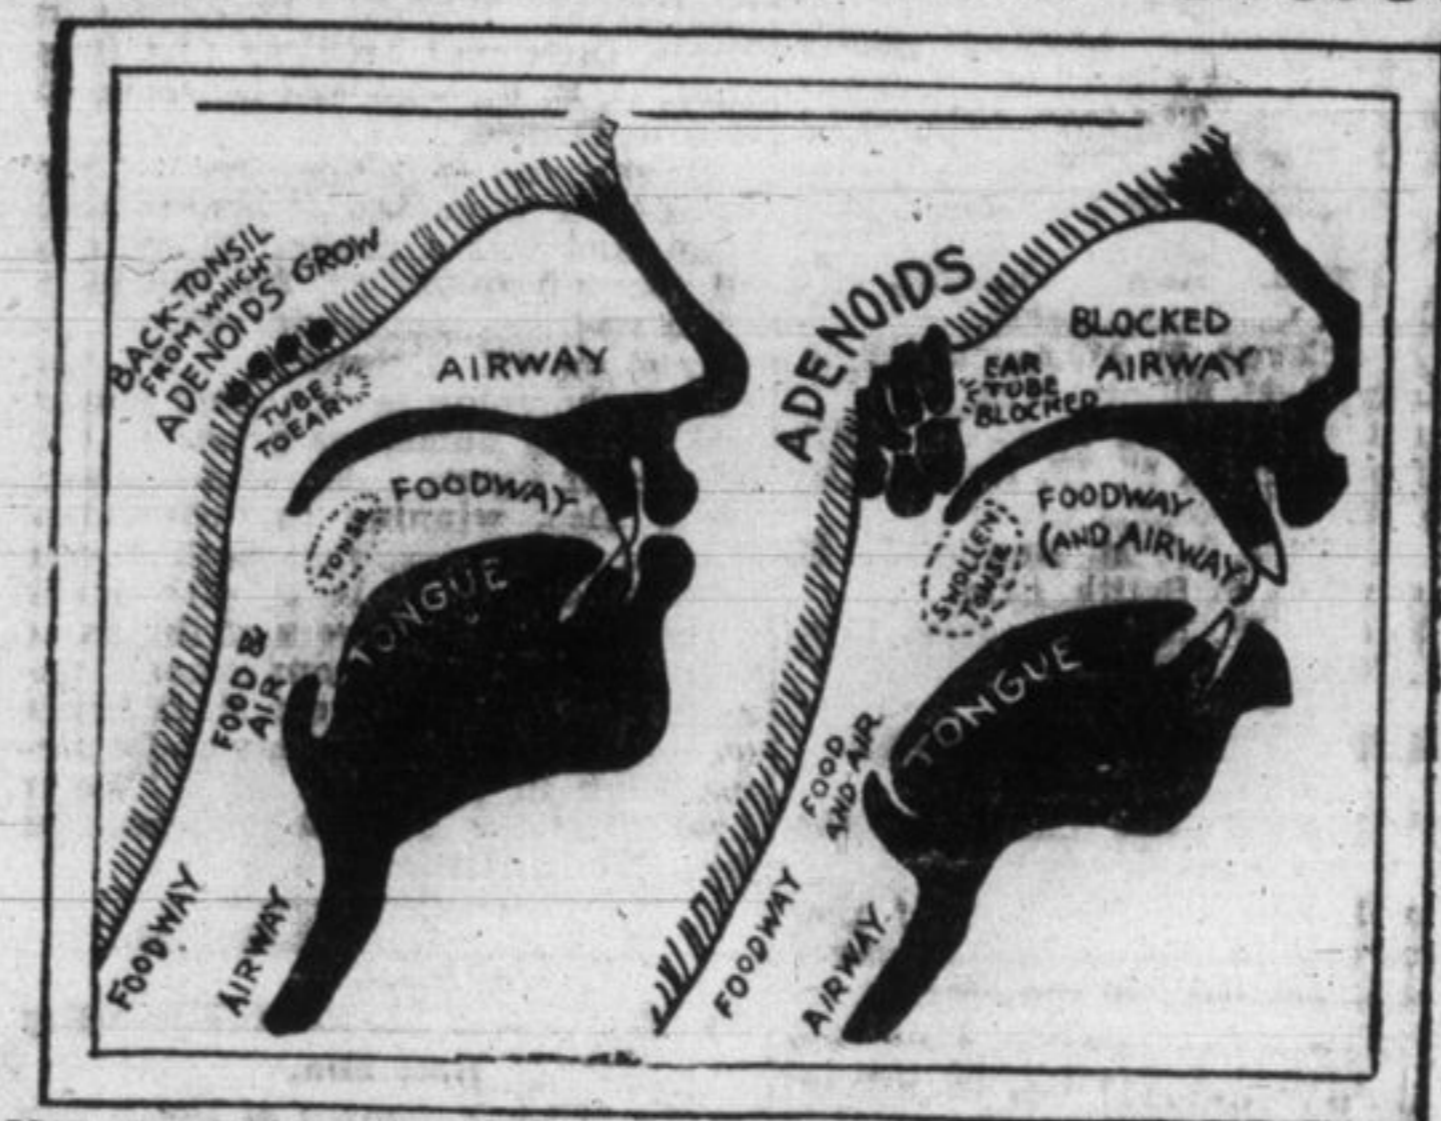 BACK-TONSIL
FROM WHICH
ADENOIDS GROW
TUBE
TO EAR
AIRWAY
FOODWAY
TONSIL
TONGUE
FOOD &
AIR
FOODWAY
AIRWAY
ADENOIDS
BLOCKED
AIRWAY
EAR
TUBE
BLOCKED
FOODWAY
(AND AIRWAY)
SWOLLEN
TONSIL
TONGUE
FOOD
AND AIR
FOODWAY
AIRWAY